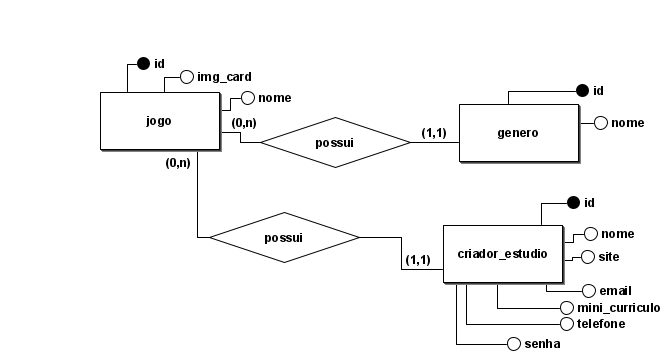 id
img_card
nome
jogo
(0,n)
possui
(1,1)
id
genero
nome
(0,n)
possui
(1,1)
id
criador_estudio
nome
site
email
mini_curriculo
telefone
senha